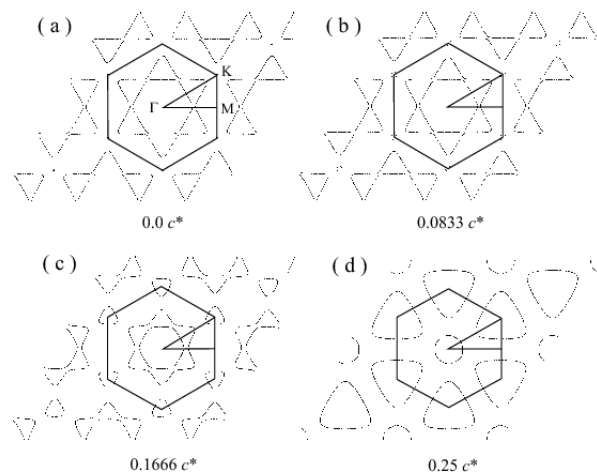 ( a )
( b )
K
Γ
M
0.0 c*
0.0833 c*
( c )
( d )
0.1666 c*
0.25 c*